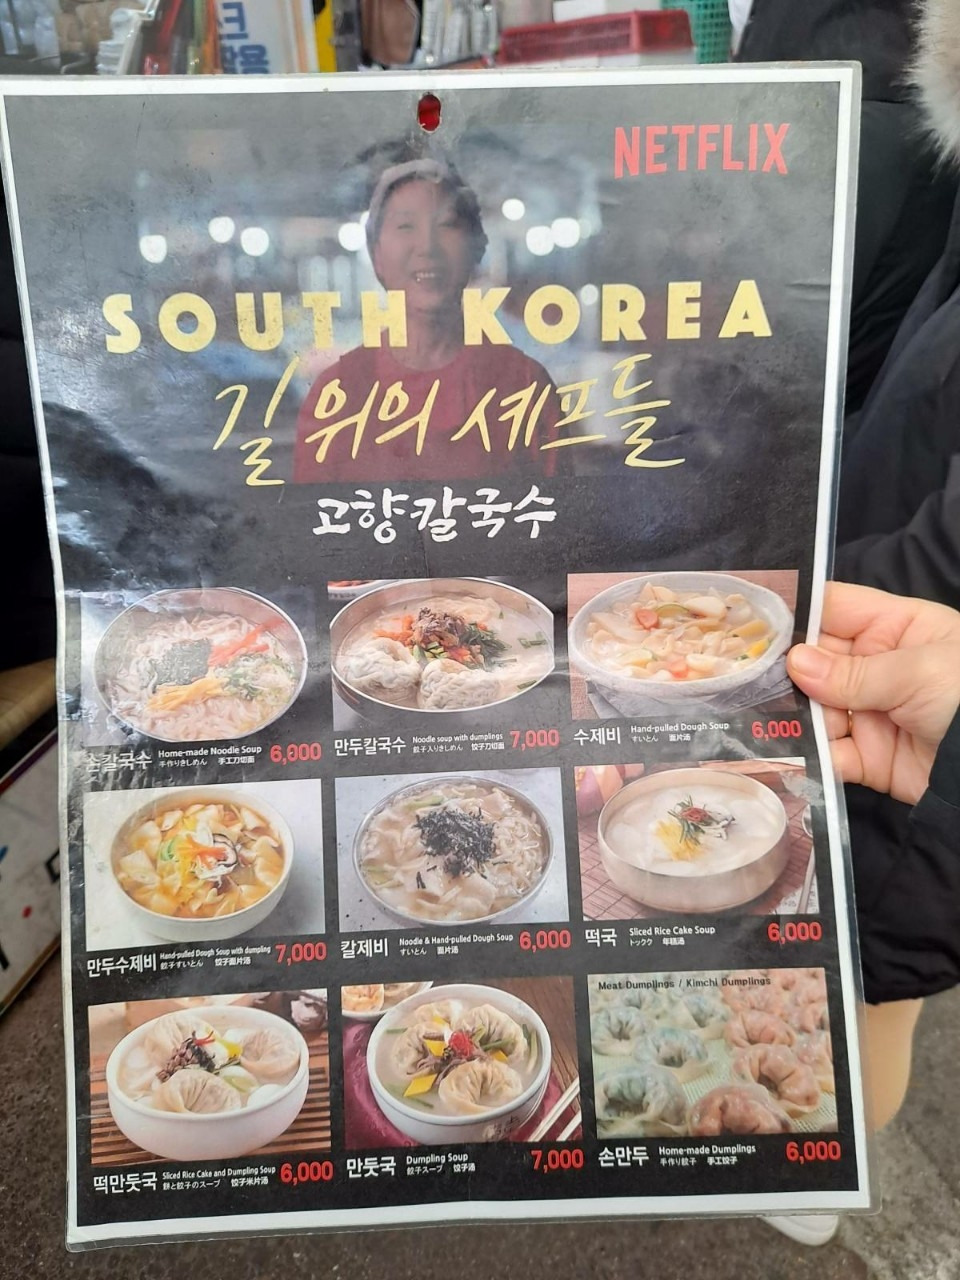 NETFLIX
SOUTH KOREA
길 위의 셰프들
고향칼국수
손칼국수 Home-made Noodle Soup 6,000
手作りきしめん 手工刀切面
만두칼국수 Noodle soup with dumplings 7,000
餃子入りきしめん 饺子刀切面
수제비 Hand-pulled Dough Soup 6,000
すいとん 面片汤
만두수제비 Hand-pulled Dough Soup with dumpling 7,000
餃子すいとん 饺子面片汤
칼제비 Noodle & Hand-pulled Dough Soup 6,000
すいとん 面片汤
떡국 Sliced Rice Cake Soup 6,000
トックク 年糕汤
떡만둣국 Sliced Rice Cake and Dumpling Soup 6,000
餅と餃子のスープ 饺子米片汤
만둣국 Dumpling Soup 7,000
餃子スープ 饺子汤
Meat Dumplings / Kimchi Dumplings
손만두 Home-made Dumplings 6,000
手作り餃子 手工饺子